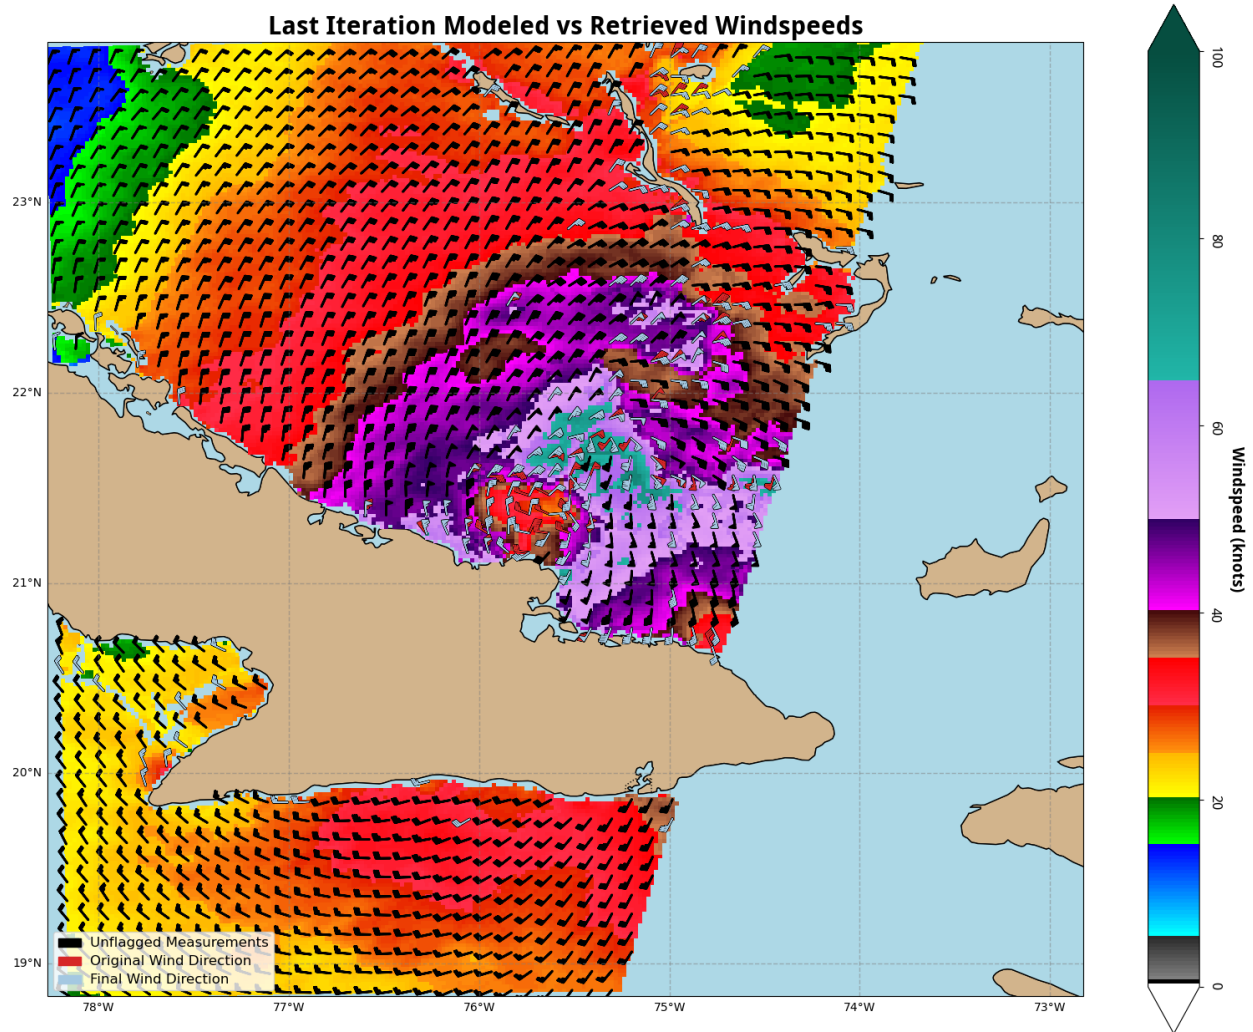 Last Iteration Modeled vs Retrieved Windspeeds
23°N
22°N
21°N
20°N
19°N
78°W
77°W
76°W
75°W
74°W
73°W
Unflagged Measurements
Original Wind Direction
Final Wind Direction
100
80
60
40
20
0
Windspeed (knots)